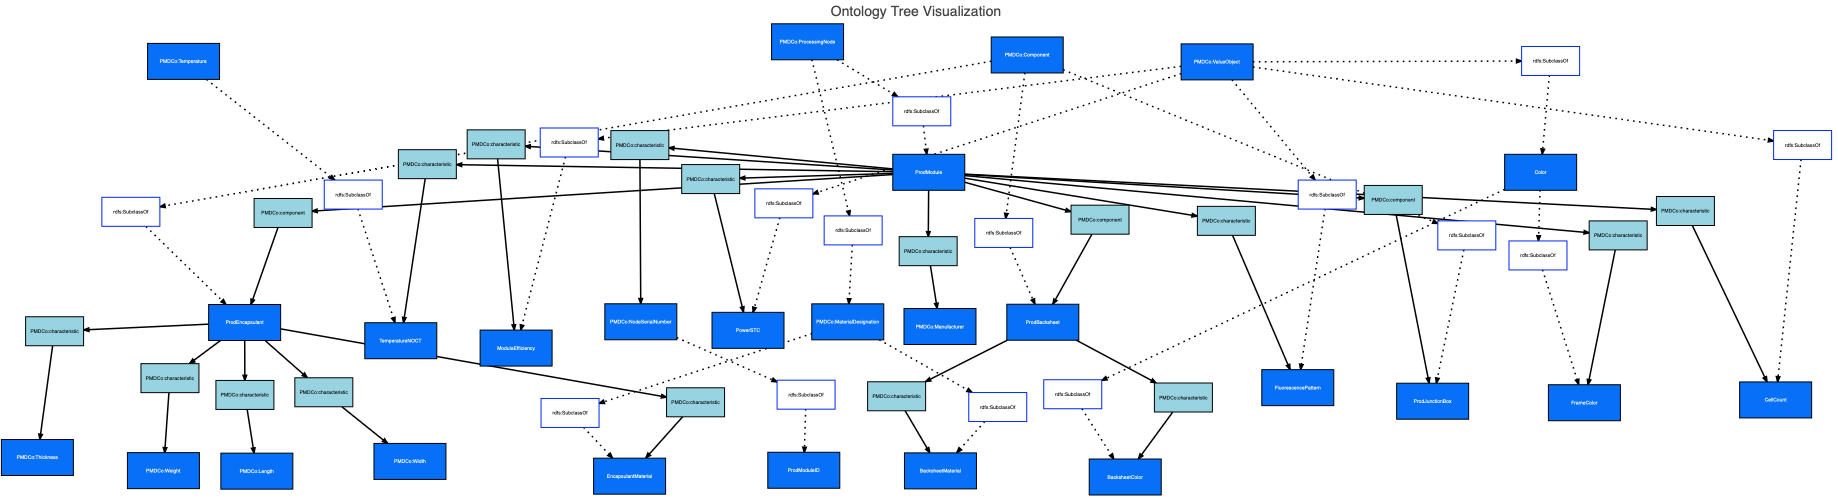 Ontology Tree Visualization
PMDCo:ProcessingNode
PMDCo:Component
PMDCo:Temperature
PMDCo:ValueObject
rdfs:SubclassOf
rdfs:SubclassOf
PMDCo:characteristic
rdfs:SubclassOf
PMDCo:characteristic
rdfs:SubclassOf
PMDCo:characteristic
ProdModule
Color
PMDCo:characteristic
rdfs:SubclassOf
rdfs:SubclassOf
PMDCo:component
rdfs:SubclassOf
rdfs:SubclassOf
PMDCo:component
PMDCo:component
PMDCo:characteristic
PMDCo:characteristic
rdfs:SubclassOf
rdfs:SubclassOf
rdfs:SubclassOf
PMDCo:characteristic
PMDCo:characteristic
rdfs:SubclassOf
ProdEncapsulant
PMDCo:NodeSerialNumber
PMDCo:MaterialDesignation
ProdBacksheet
PMDCo:characteristic
PowerSTC
PMDCo:Manufacturer
TemperatureNOCT
ModuleEfficiency
PMDCo:characteristic
PMDCo:characteristic
PMDCo:characteristic
PMDCo:characteristic
rdfs:SubclassOf
rdfs:SubclassOf
PMDCo:characteristic
rdfs:SubclassOf
PMDCo:characteristic
rdfs:SubclassOf
PMDCo:characteristic
FluorescencePattern
ProdJunctionBox
FrameColor
CellCount
PMDCo:Thickness
PMDCo:Weight
PMDCo:Length
PMDCo:Width
EncapsulantMaterial
ProdModuleID
BacksheetMaterial
BacksheetColor